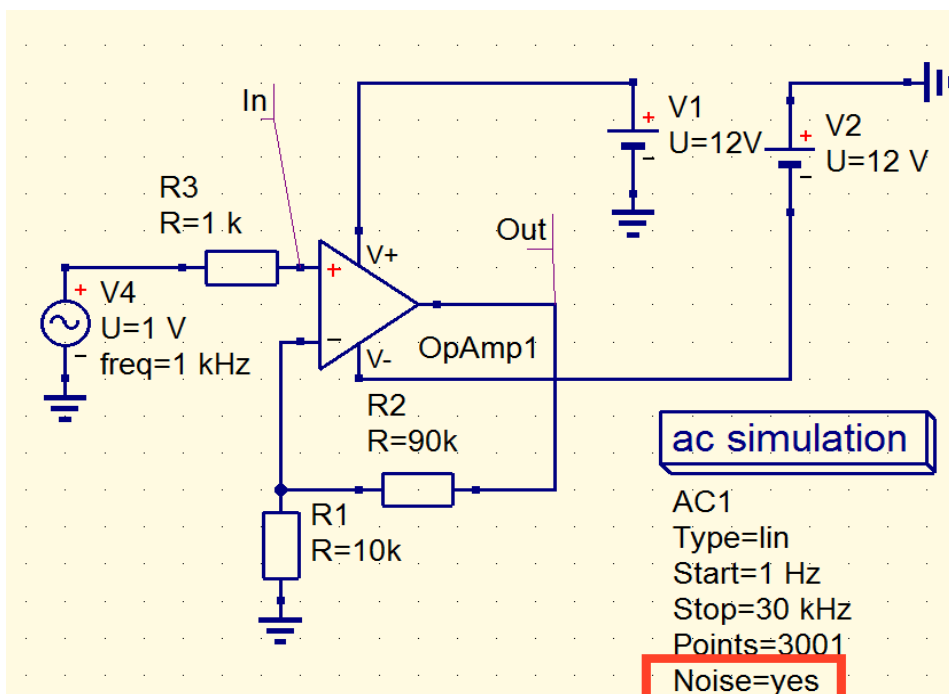 In
V1
U=12V
V2
U=12 V
R3
R=1 k
Out
+
V+
+
−
V-
OpAmp1
+
V4
U=1 V
freq=1 kHz
−
+
−
+
−
R2
R=90k
R1
R=10k
ac simulation
AC1
Type=lin
Start=1 Hz
Stop=30 kHz
Points=3001
Noise=yes